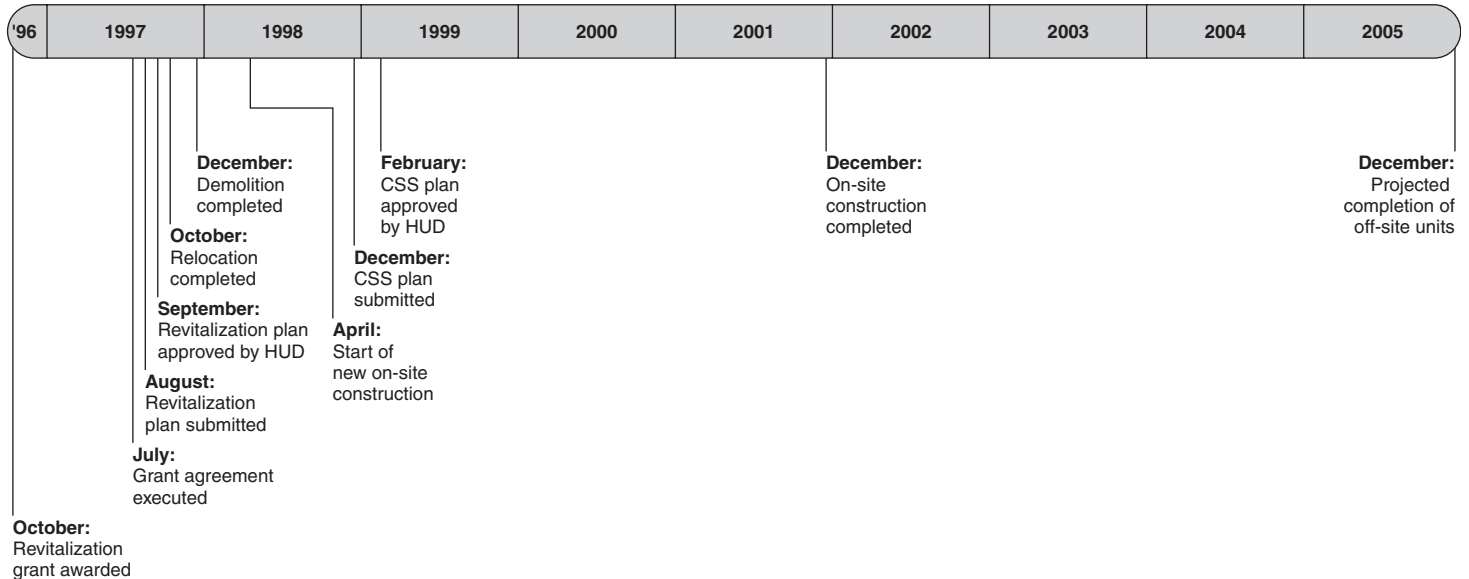 '96 1997 1998 1999 2000 2001 2002 2003 2004 2005
December:
Demolition
completed
October:
Relocation
completed
September:
Revitalization plan
approved by HUD
August:
Revitalization
plan submitted
July:
Grant agreement
executed
October:
Revitalization
grant awarded
February:
CSS plan
approved
by HUD
December:
CSS plan
submitted
April:
Start of
new on-site
construction
December:
On-site
construction
completed
December:
Projected
completion of
off-site units